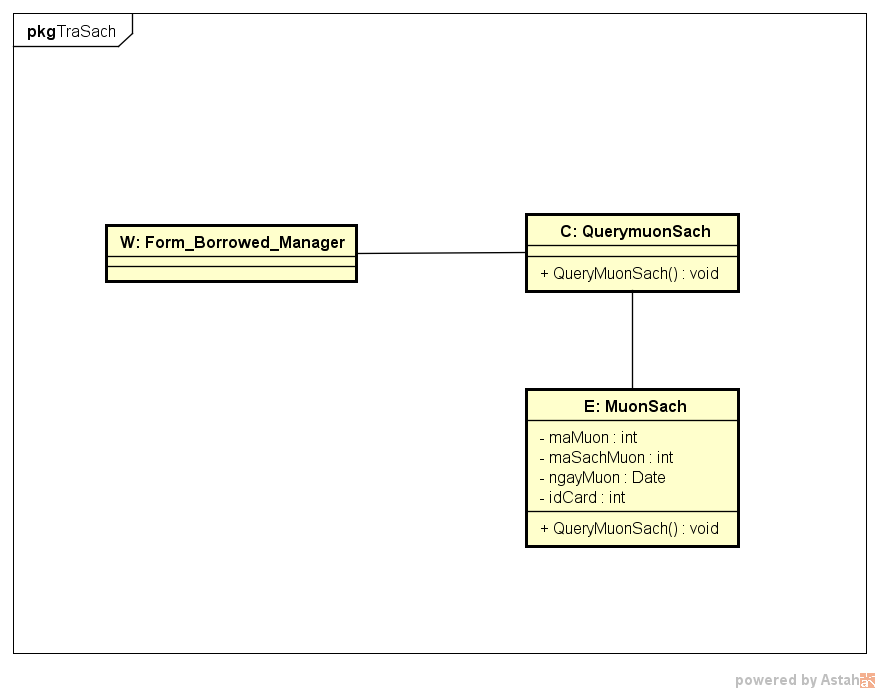 pkgTraSach
W: Form_Borrowed_Manager
C: QuerymuonSach
+ QueryMuonSach() : void
E: MuonSach
- maMuon : int
- maSachMuon : int
- ngayMuon : Date
- idCard : int
+ QueryMuonSach() : void
powered by Astah